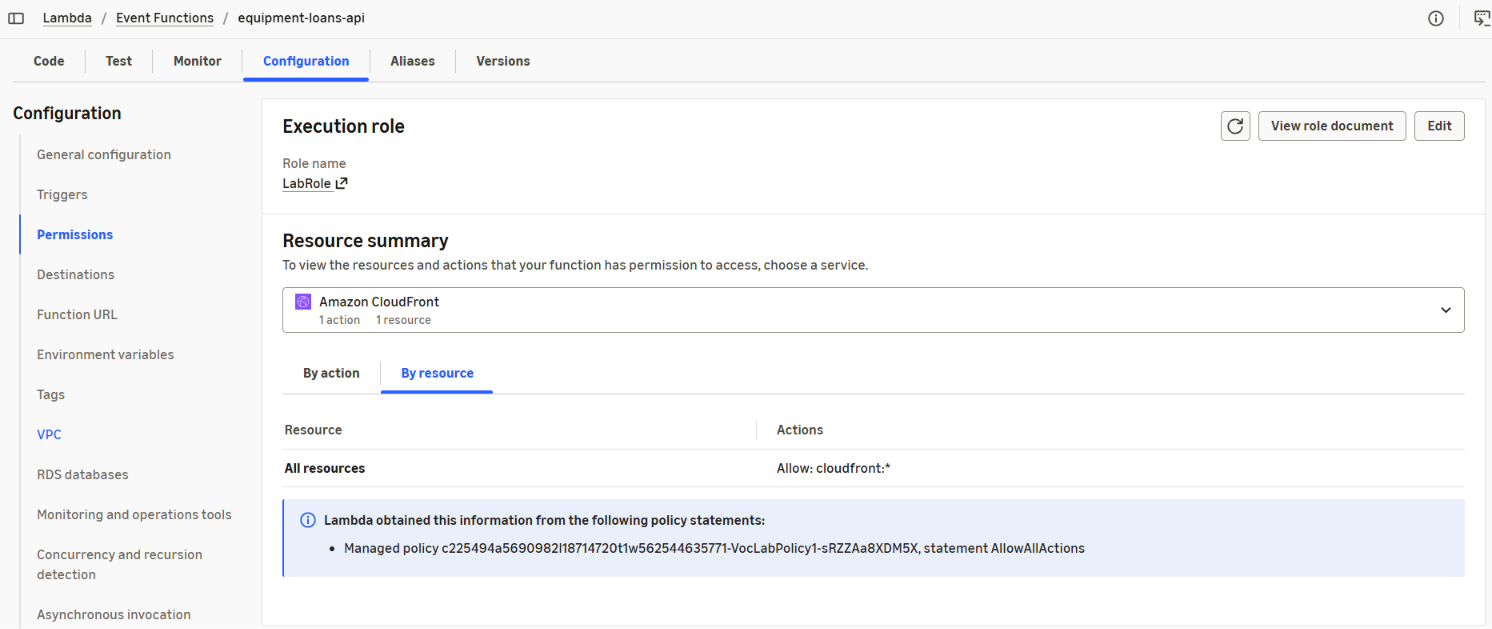 Lambda / Event Functions / equipment-loans-api
Code Test Monitor Configuration Aliases Versions
Configuration
General configuration
Triggers
Permissions
Destinations
Function URL
Environment variables
Tags
VPC
RDS databases
Monitoring and operations tools
Concurrency and recursion
detection
Asynchronous invocation
Execution role
View role document
Edit
Role name
LabRole
Resource summary
To view the resources and actions that your function has permission to access, choose a service.
Amazon CloudFront
1 action 1 resource
By action By resource
Resource Actions
All resources Allow: cloudfront:*
Lambda obtained this information from the following policy statements:
• Managed policy c225494a5690982l18714720t1w562544635771-VocLabPolicy1-sRZZAa8XDM5X, statement AllowAllActions